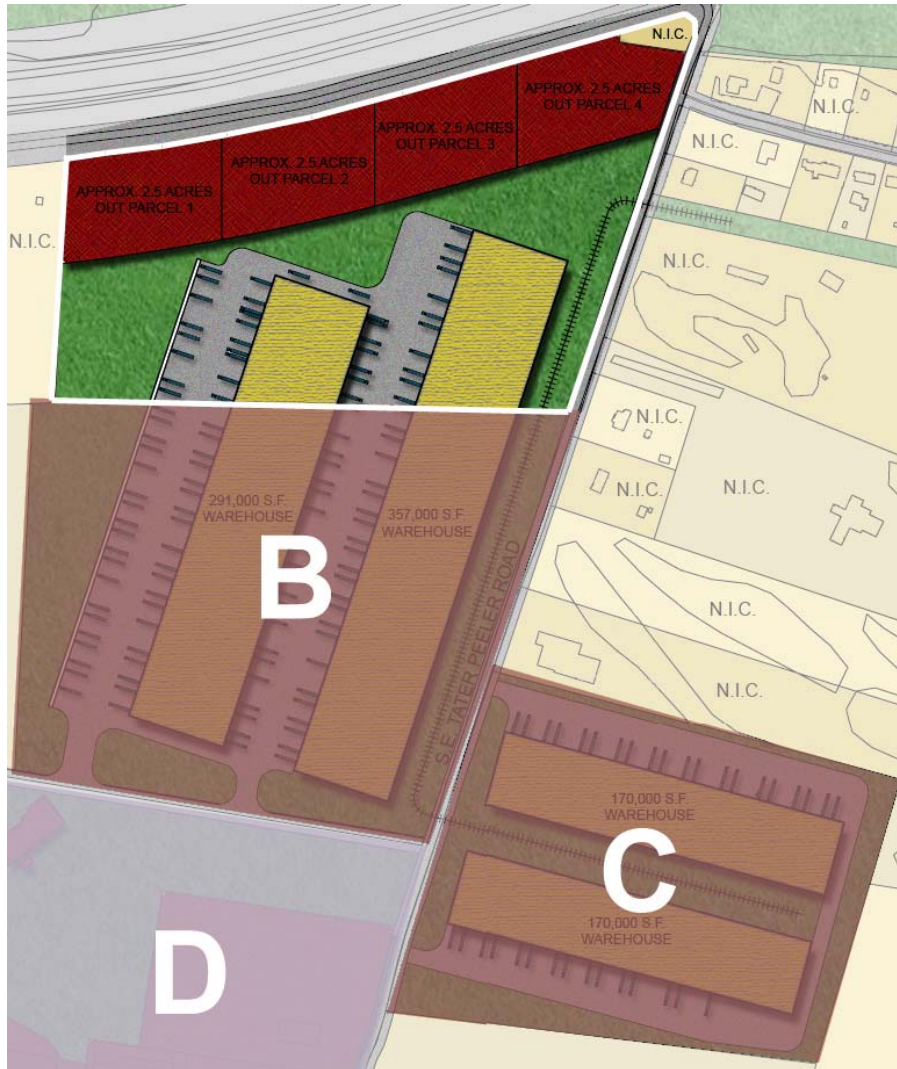 N.I.C.
APPROX. 2.5 ACRES
OUT PARCEL 4
APPROX. 2.5 ACRES
OUT PARCEL 3
APPROX. 2.5 ACRES
OUT PARCEL 2
APPROX. 2.5 ACRES
OUT PARCEL 1
N.I.C.
N.I.C.
N.I.C.
N.I.C.
N.I.C.
N.I.C.
N.I.C.
291,000 S.F.
WAREHOUSE
357,000 S.F.
WAREHOUSE
B
S.E. TATER PEELER ROAD
N.I.C.
N.I.C.
170,000 S.F.
WAREHOUSE
C
170,000 S.F.
WAREHOUSE
D